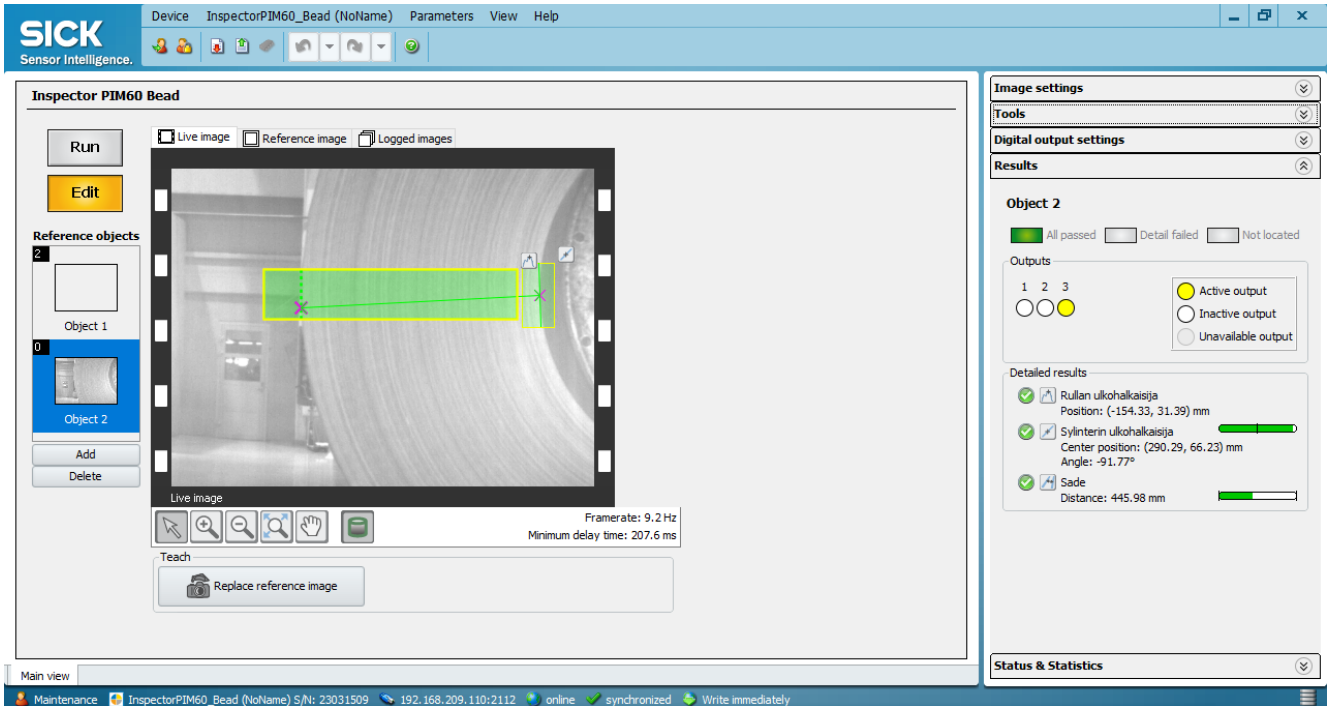 SICK
Sensor Intelligence.
Device InspectorPIM60_Bead (NoName) Parameters View Help
Inspector PIM60 Bead
Run
Edit
Reference objects
2
Object 1
0
Object 2
Add
Delete
Live image Reference image Logged images
Live image
Framerate: 9.2 Hz
Minimum delay time: 207.6 ms
Teach
Replace reference image
Main view
Image settings
Tools
Digital output settings
Results
Object 2
All passed Detail failed Not located
Outputs
1 2 3
Active output
Inactive output
Unavailable output
Detailed results
Rullan ulkohalkaisija
Position: (-154.33, 31.39) mm
Sylinterin ulkohalkaisija
Center position: (290.29, 66.23) mm
Angle: -91.77°
Sade
Distance: 445.98 mm
Status & Statistics
Maintenance InspectorPIM60_Bead (NoName) S/N: 23031509 192.168.209.110:2112 online synchronized Write immediately